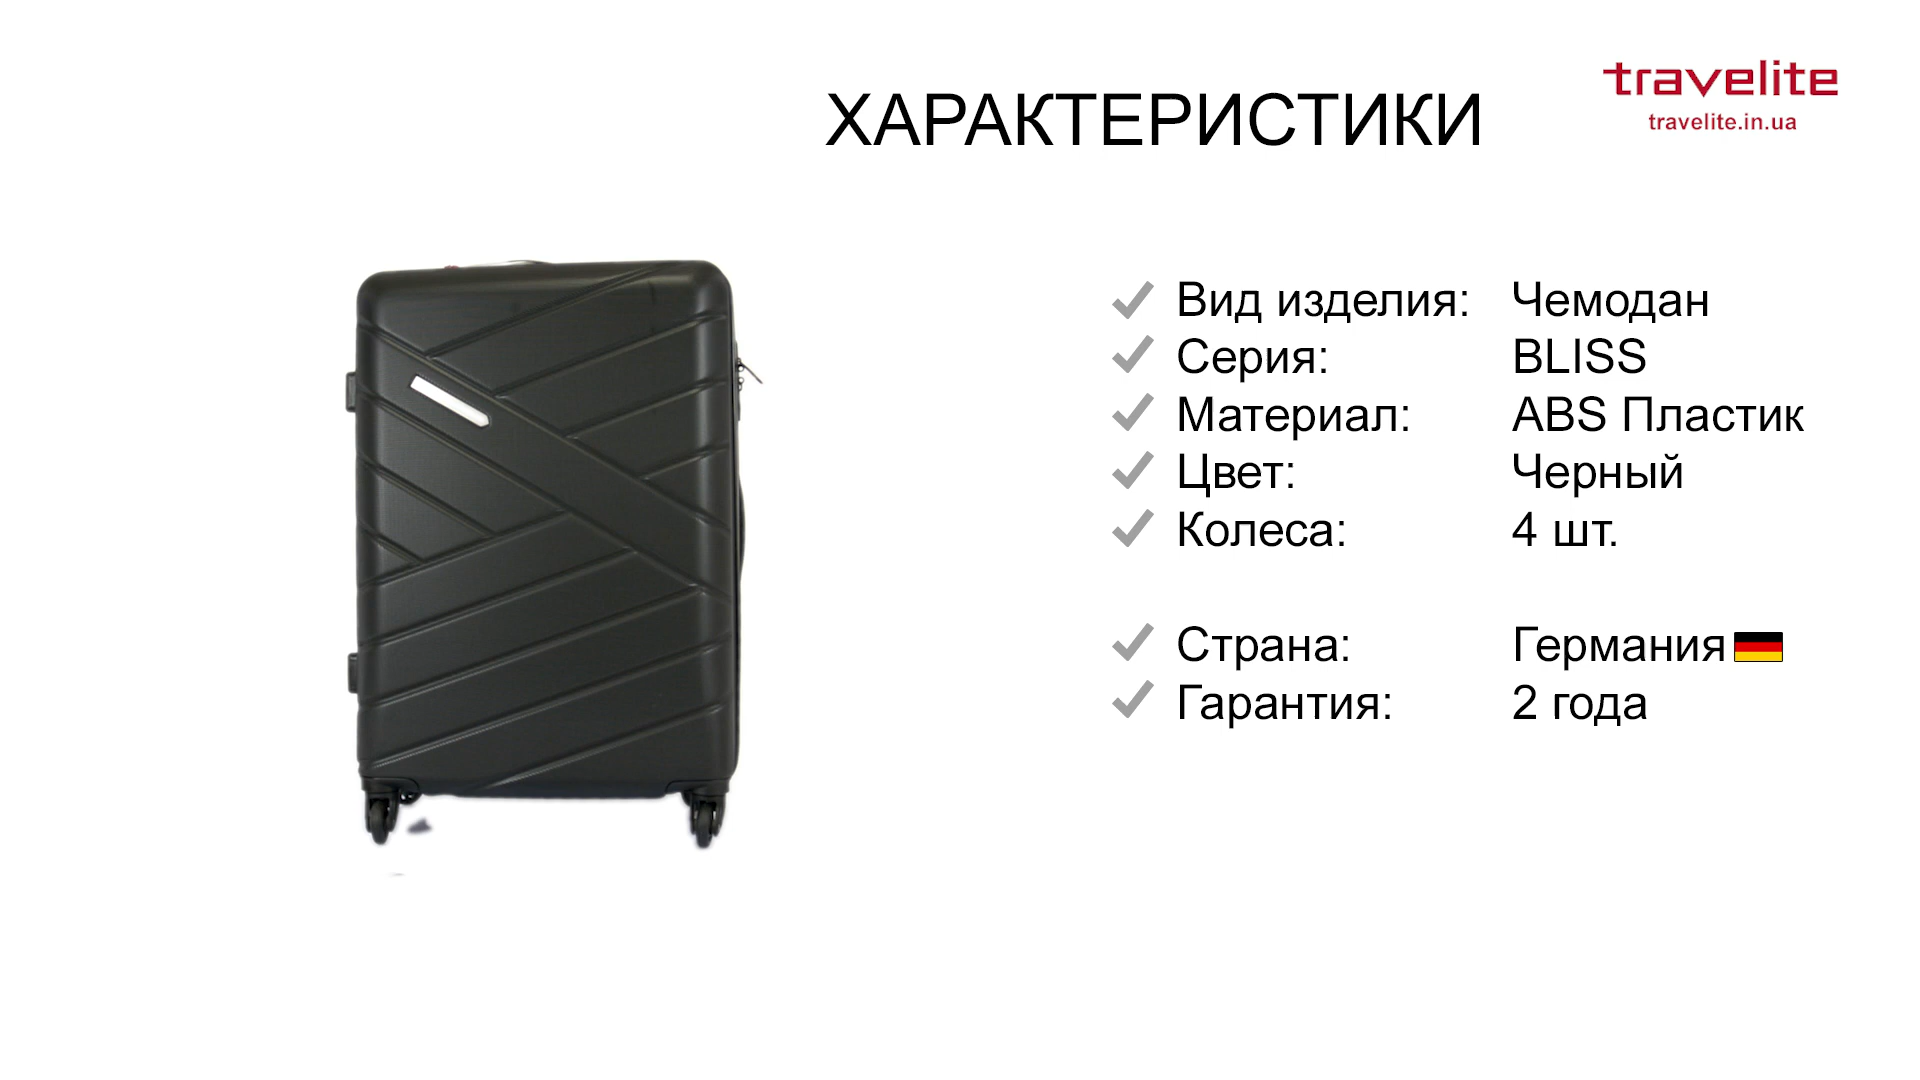 travelite
travelite.in.ua
ХАРАКТЕРИСТИКИ
Вид изделия: Чемодан
Серия: BLISS
Материал: ABS Пластик
Цвет: Черный
Колеса: 4 шт.
Страна: Германия
Гарантия: 2 года